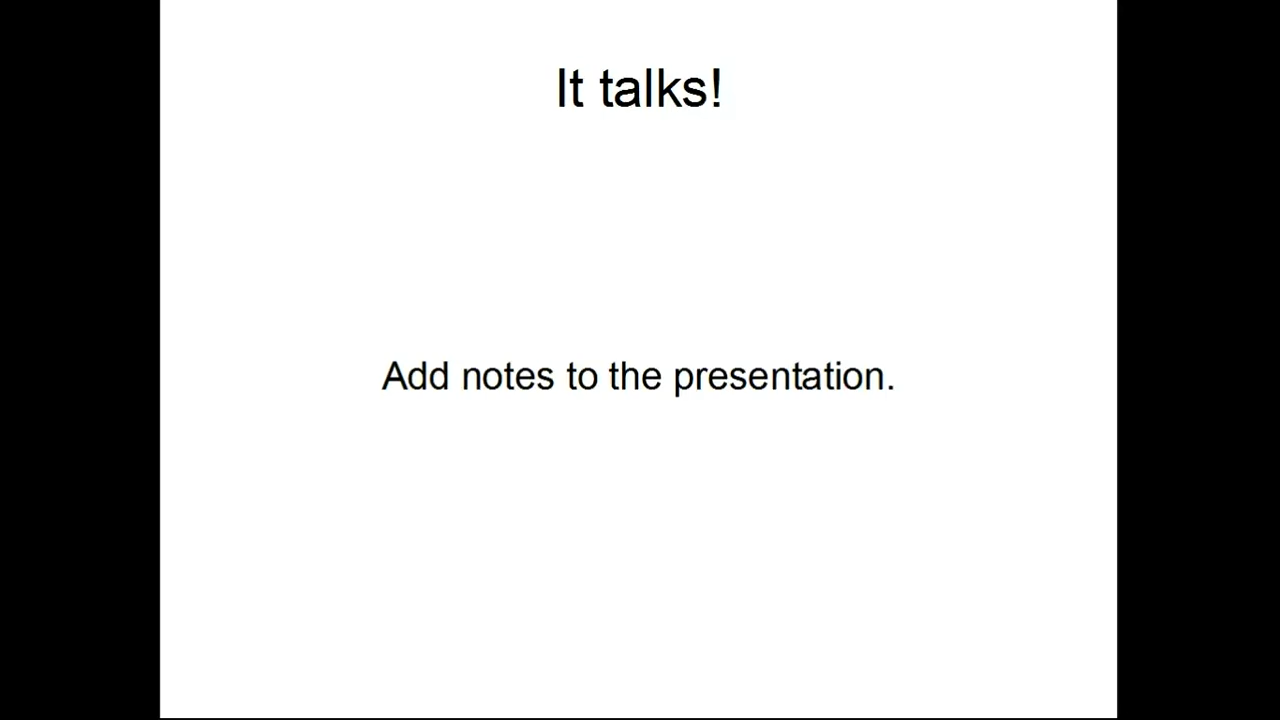 It talks!
Add notes to the presentation.